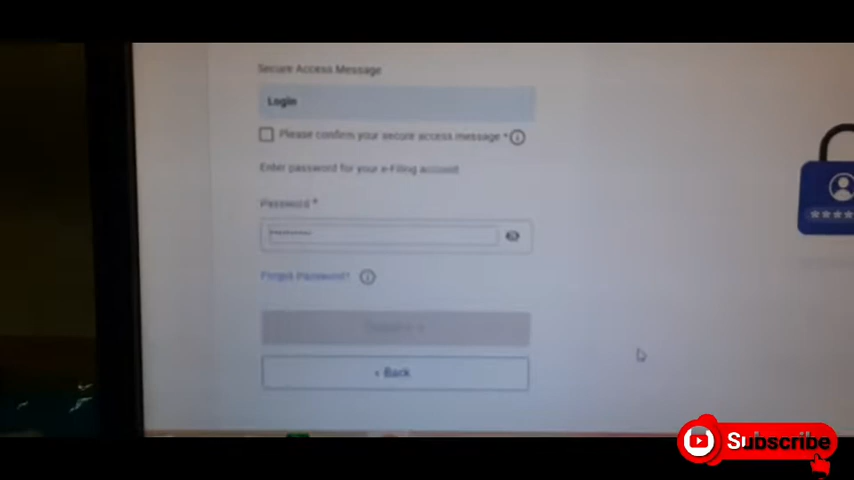 Secure Access Message
Login
Please confirm your secure access message *
Enter password for your e-Filing account
Password *
Forgot Password?
‹ Back
Subscribe